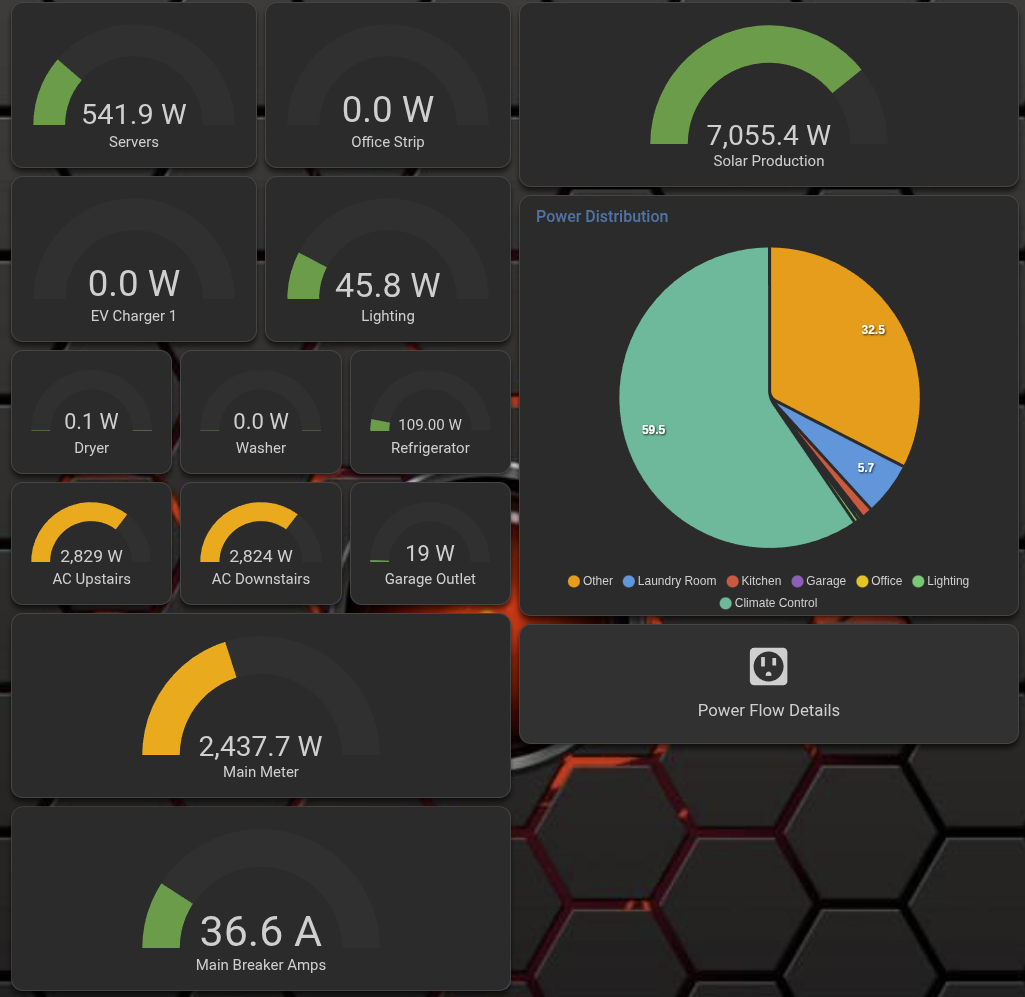 541.9 W
Servers
0.0 W
Office Strip
0.0 W
EV Charger 1
45.8 W
Lighting
0.1 W
Dryer
0.0 W
Washer
109.00 W
Refrigerator
2,829 W
AC Upstairs
2,824 W
AC Downstairs
19 W
Garage Outlet
2,437.7 W
Main Meter
36.6 A
Main Breaker Amps
7,055.4 W
Solar Production
Power Distribution
32.5
59.5
5.7
Other Laundry Room Kitchen Garage Office Lighting
Climate Control
Power Flow Details